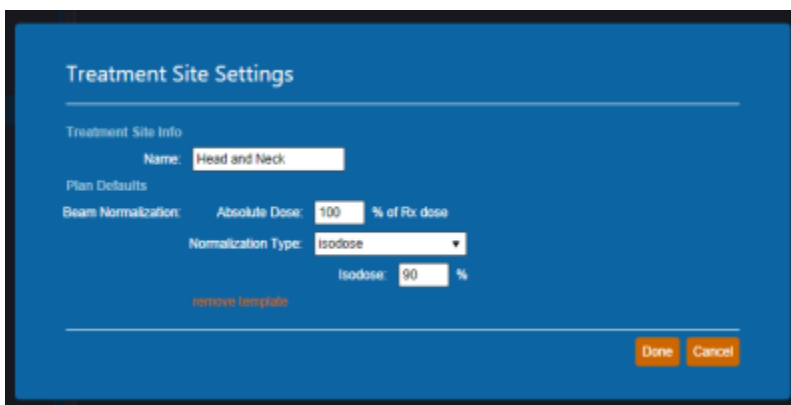 Treatment Site Settings
Treatment Site Info
Name: Head and Neck
Plan Defaults
Beam Normalization: Absolute Dose: 100 % of Rx dose
Normalization Type: isodose
Isodose: 90 %
remove template
Done Cancel